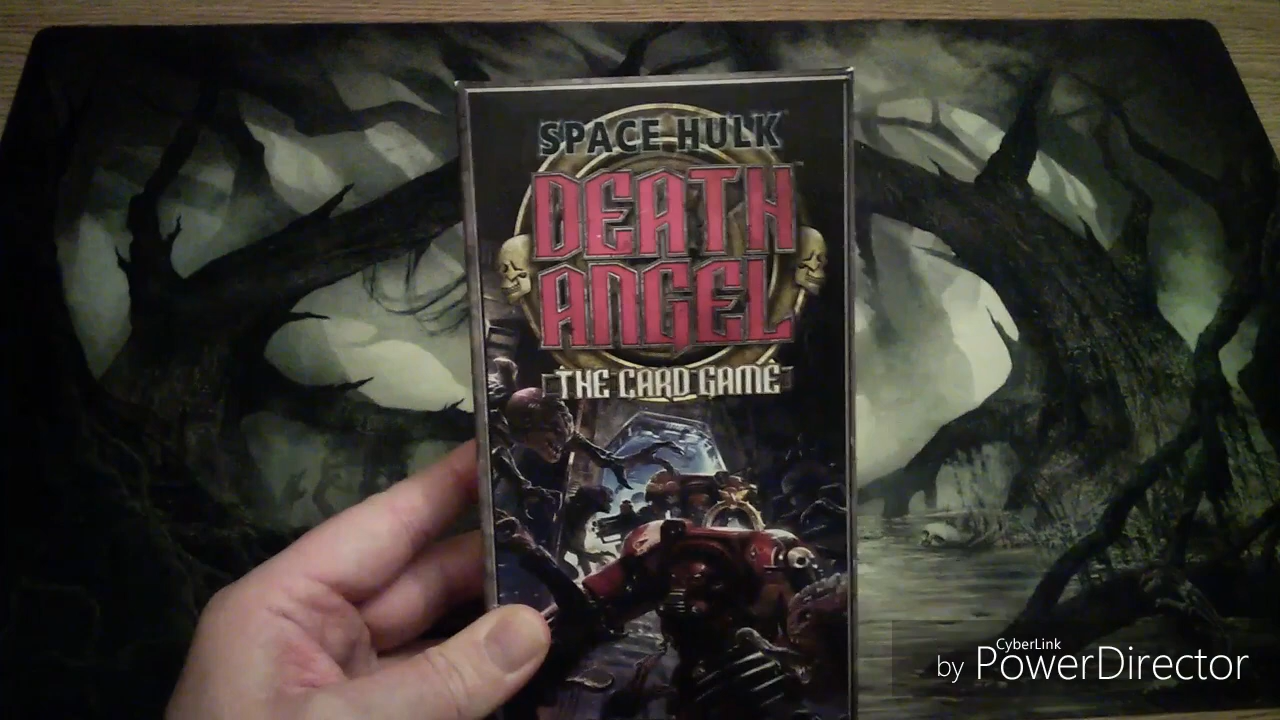 SPACE HULK
DEATH
ANGEL
THE CARD GAME
CyberLink
by PowerDirector